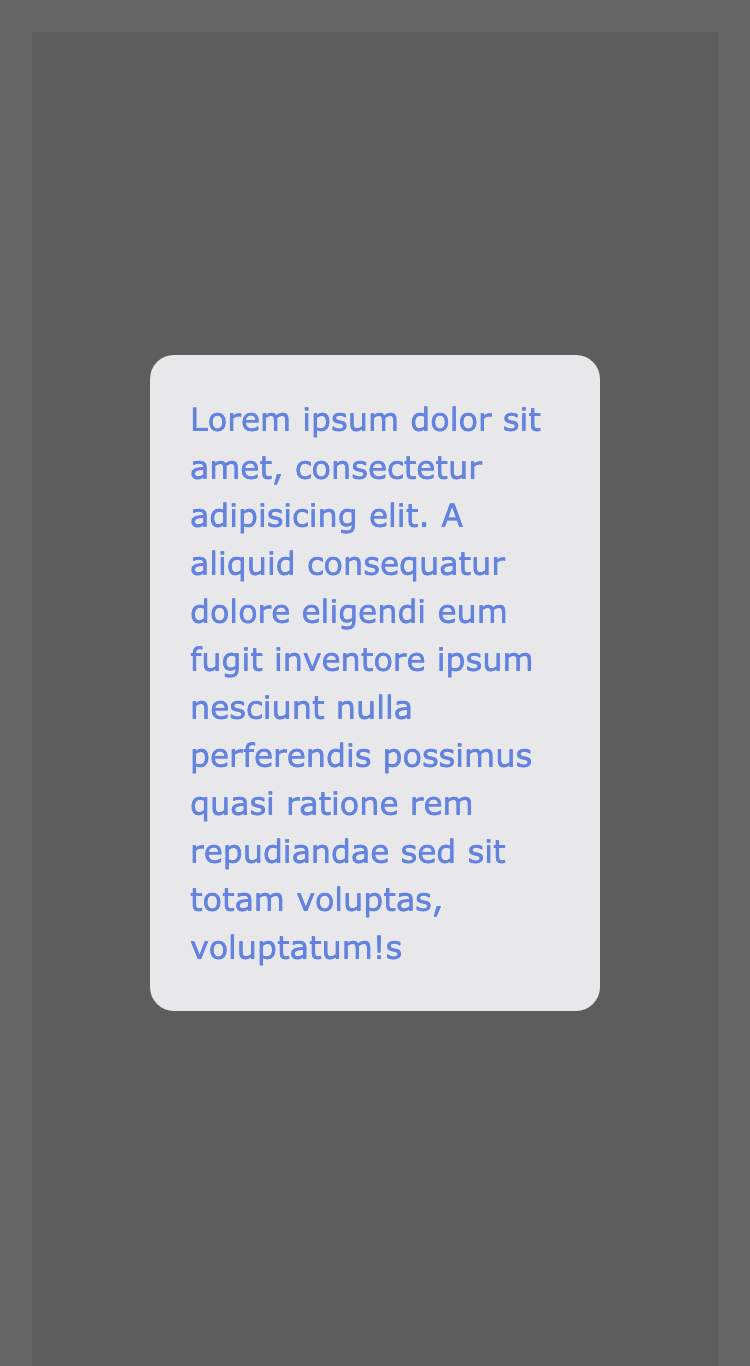 Lorem ipsum dolor sit
amet, consectetur
adipisicing elit. A
aliquid consequatur
dolore eligendi eum
fugit inventore ipsum
nesciunt nulla
perferendis possimus
quasi ratione rem
repudiandae sed sit
totam voluptas,
voluptatum!s